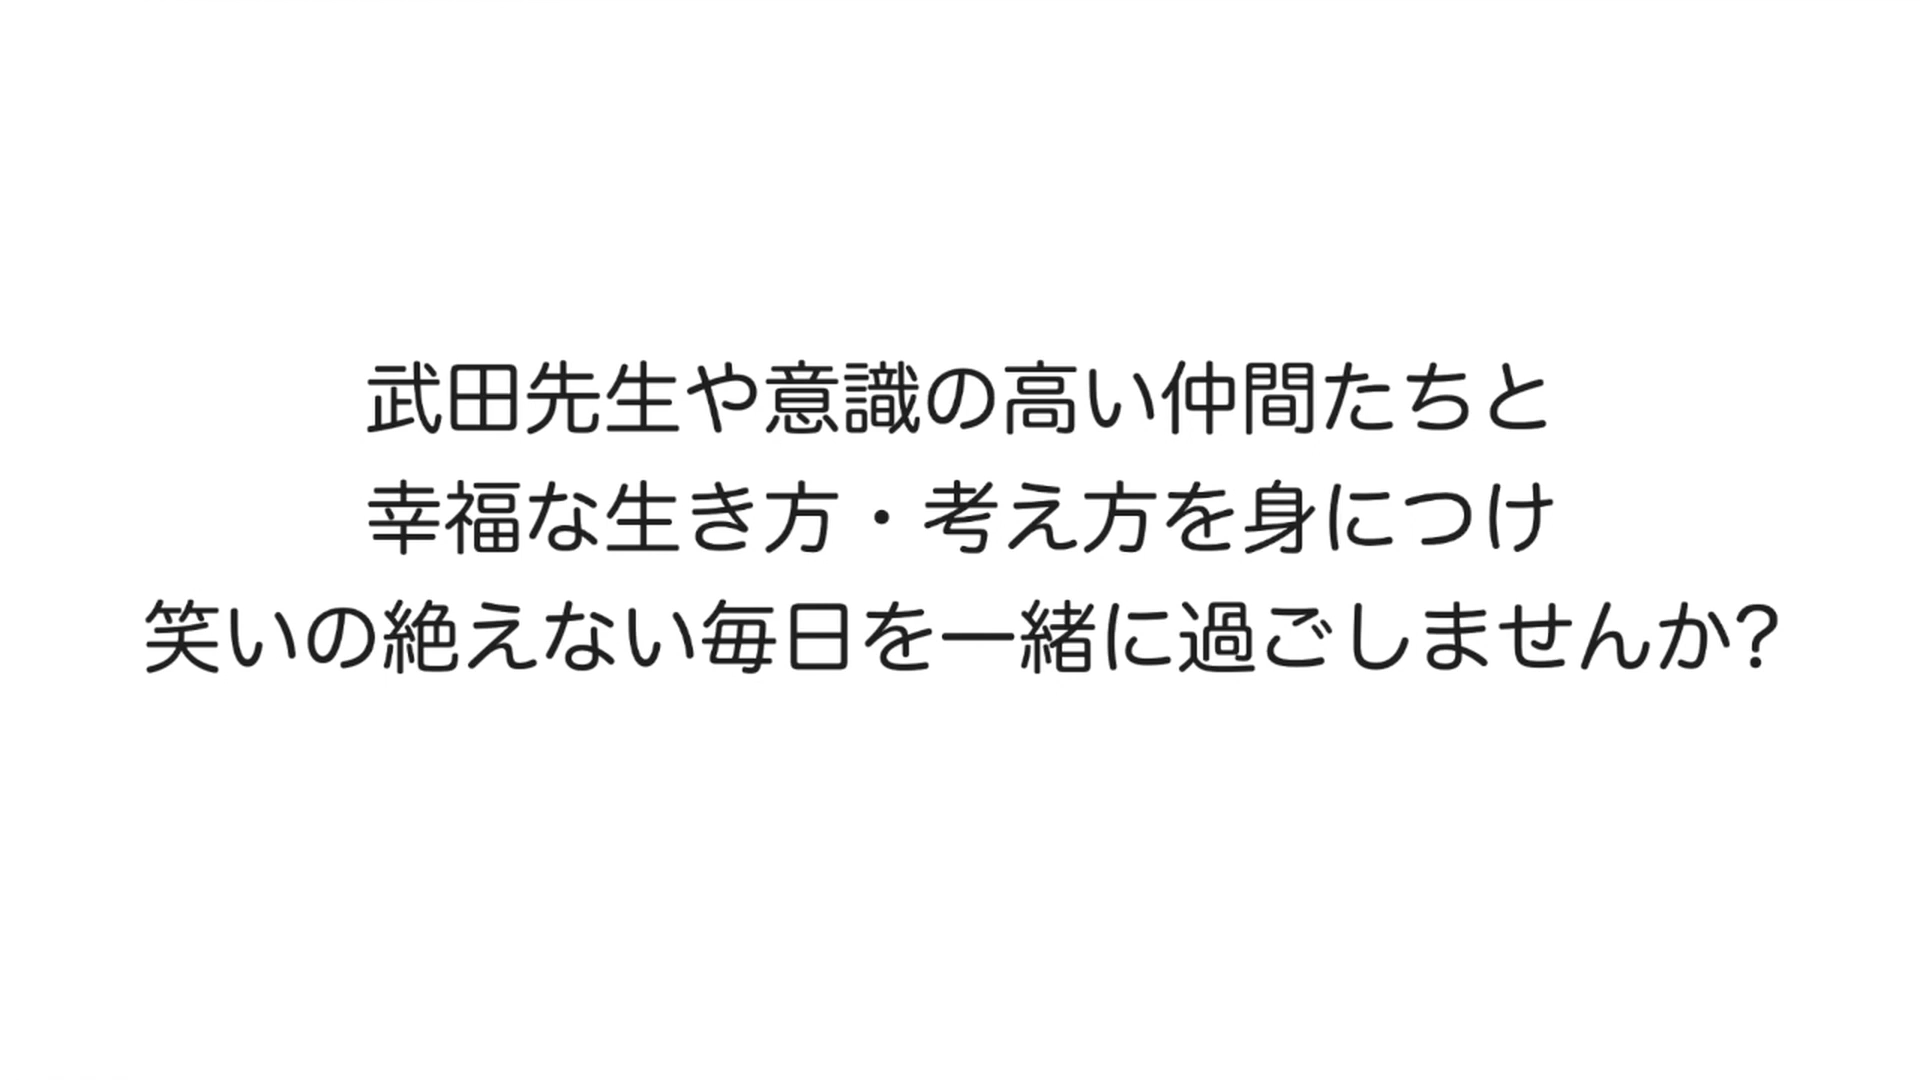 武田先生や意識の高い仲間たちと
幸福な生き方・考え方を身につけ
笑いの絶えない毎日を一緒に過ごしませんか?